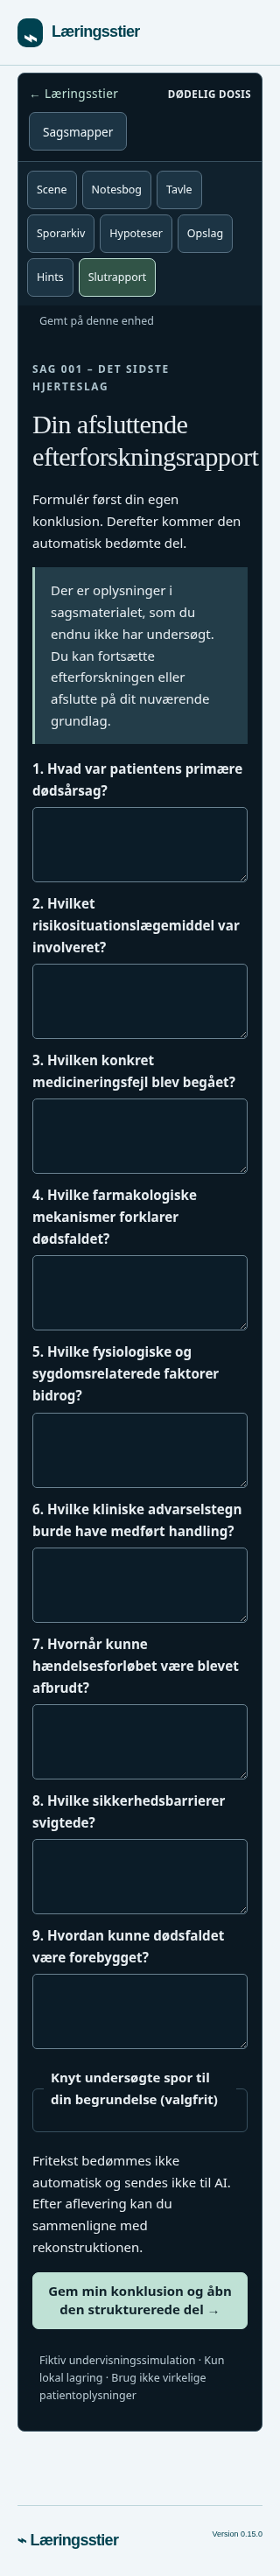 Læringsstier
← Læringsstier DØDELIG DOSIS
Sagsmapper
Scene Notesbog Tavle
Sporarkiv Hypoteser Opslag
Hints Slutrapport
Gemt på denne enhed
SAG 001 – DET SIDSTE
HJERTESLAG
Din afsluttende
efterforskningsrapport
Formulér først din egen
konklusion. Derefter kommer den
automatisk bedømte del.
Der er oplysninger i
sagsmaterialet, som du
endnu ikke har undersøgt.
Du kan fortsætte
efterforskningen eller
afslutte på dit nuværende
grundlag.
1. Hvad var patientens primære
dødsårsag?
2. Hvilket
risikosituationslægemiddel var
involveret?
3. Hvilken konkret
medicineringsfejl blev begået?
4. Hvilke farmakologiske
mekanismer forklarer
dødsfaldet?
5. Hvilke fysiologiske og
sygdomsrelaterede faktorer
bidrog?
6. Hvilke kliniske advarselstegn
burde have medført handling?
7. Hvornår kunne
hændelsesforløbet være blevet
afbrudt?
8. Hvilke sikkerhedsbarrierer
svigtede?
9. Hvordan kunne dødsfaldet
være forebygget?
Knyt undersøgte spor til
din begrundelse (valgfrit)
Fritekst bedømmes ikke
automatisk og sendes ikke til AI.
Efter aflevering kan du
sammenligne med
rekonstruktionen.
Gem min konklusion og åbn
den strukturerede del →
Fiktiv undervisningssimulation · Kun
lokal lagring · Brug ikke virkelige
patientoplysninger
Læringsstier Version 0.15.0